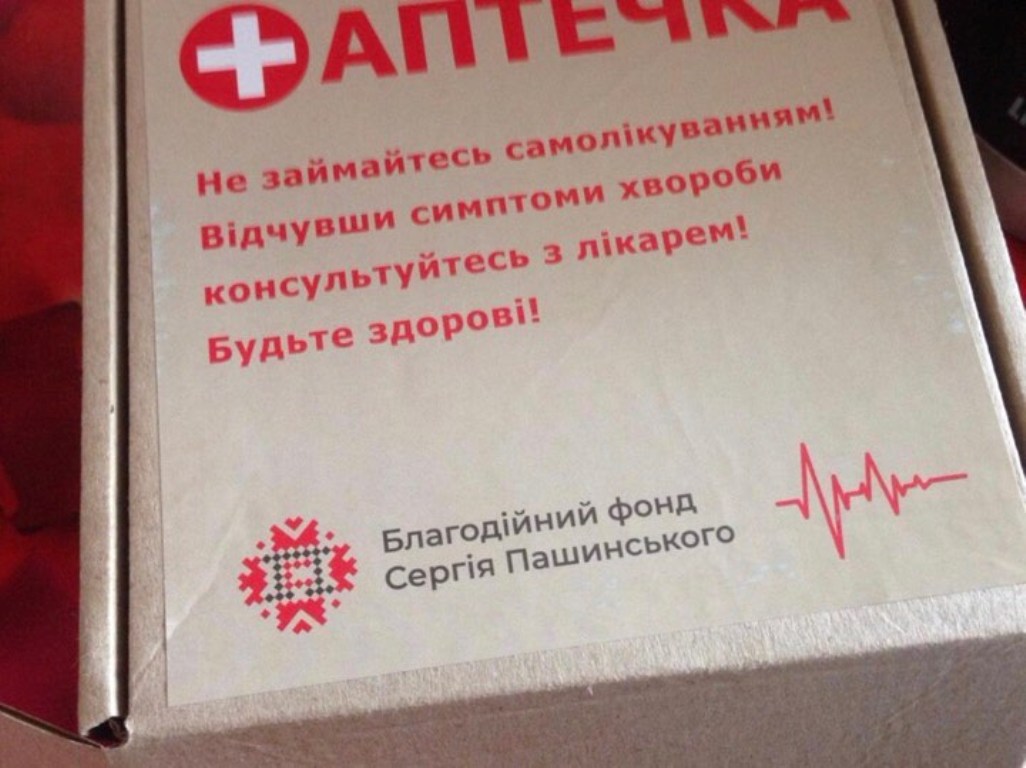 АПТЕЧКА
Не займайтесь самолікуванням!
Відчувши симптоми хвороби
консультуйтесь з лікарем!
Будьте здорові!
Благодійний фонд
Сергія Пашинського